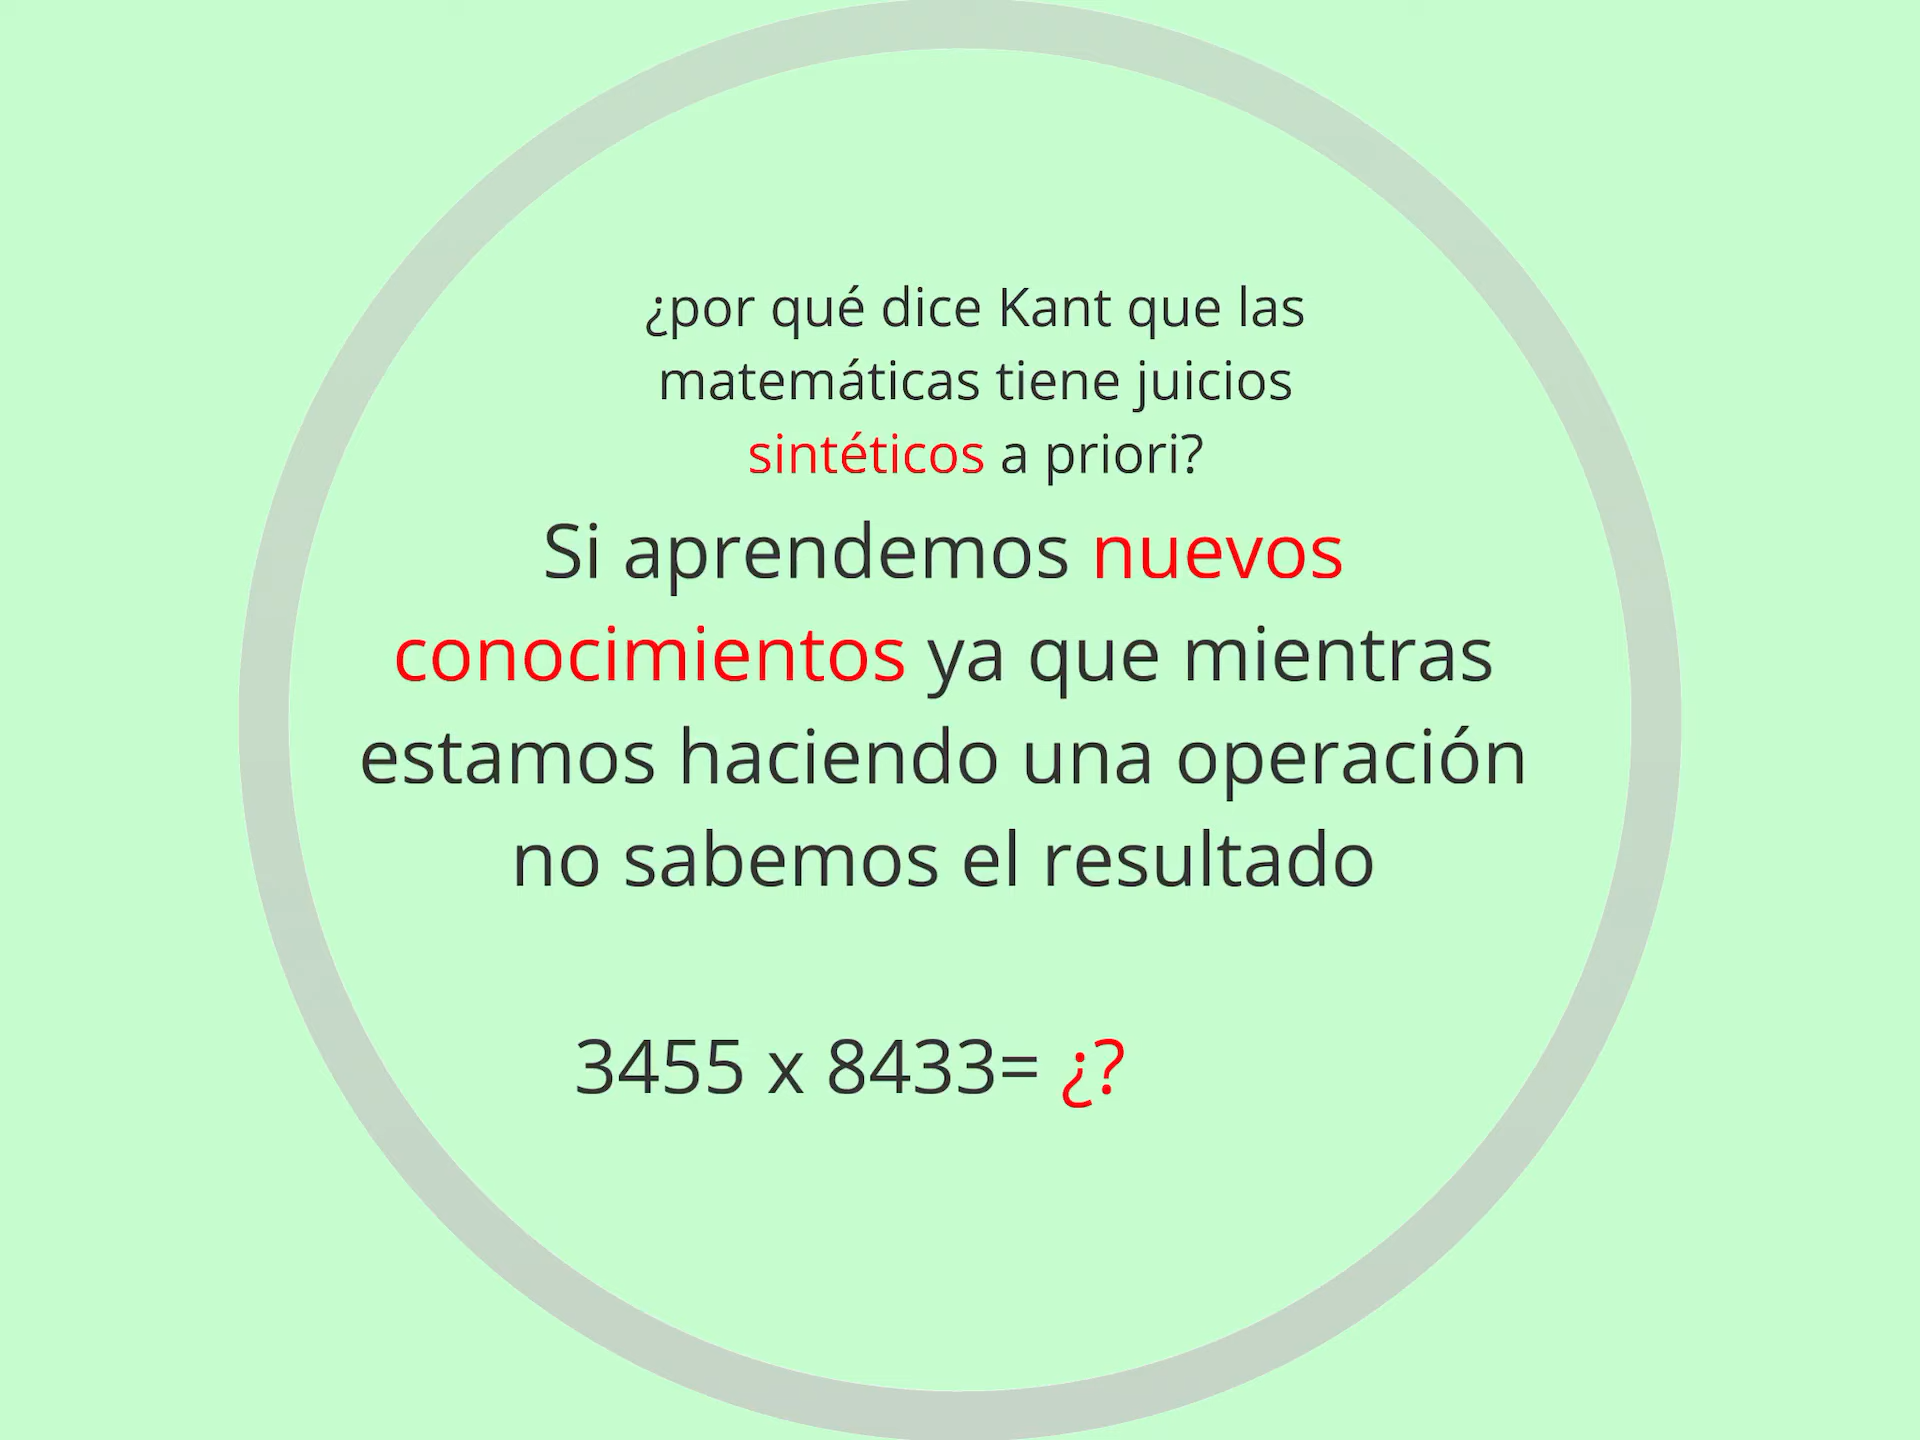 ¿por qué dice Kant que las
matemáticas tiene juicios
sintéticos a priori?
Si aprendemos nuevos
conocimientos ya que mientras
estamos haciendo una operación
no sabemos el resultado
3455 x 8433= ¿?